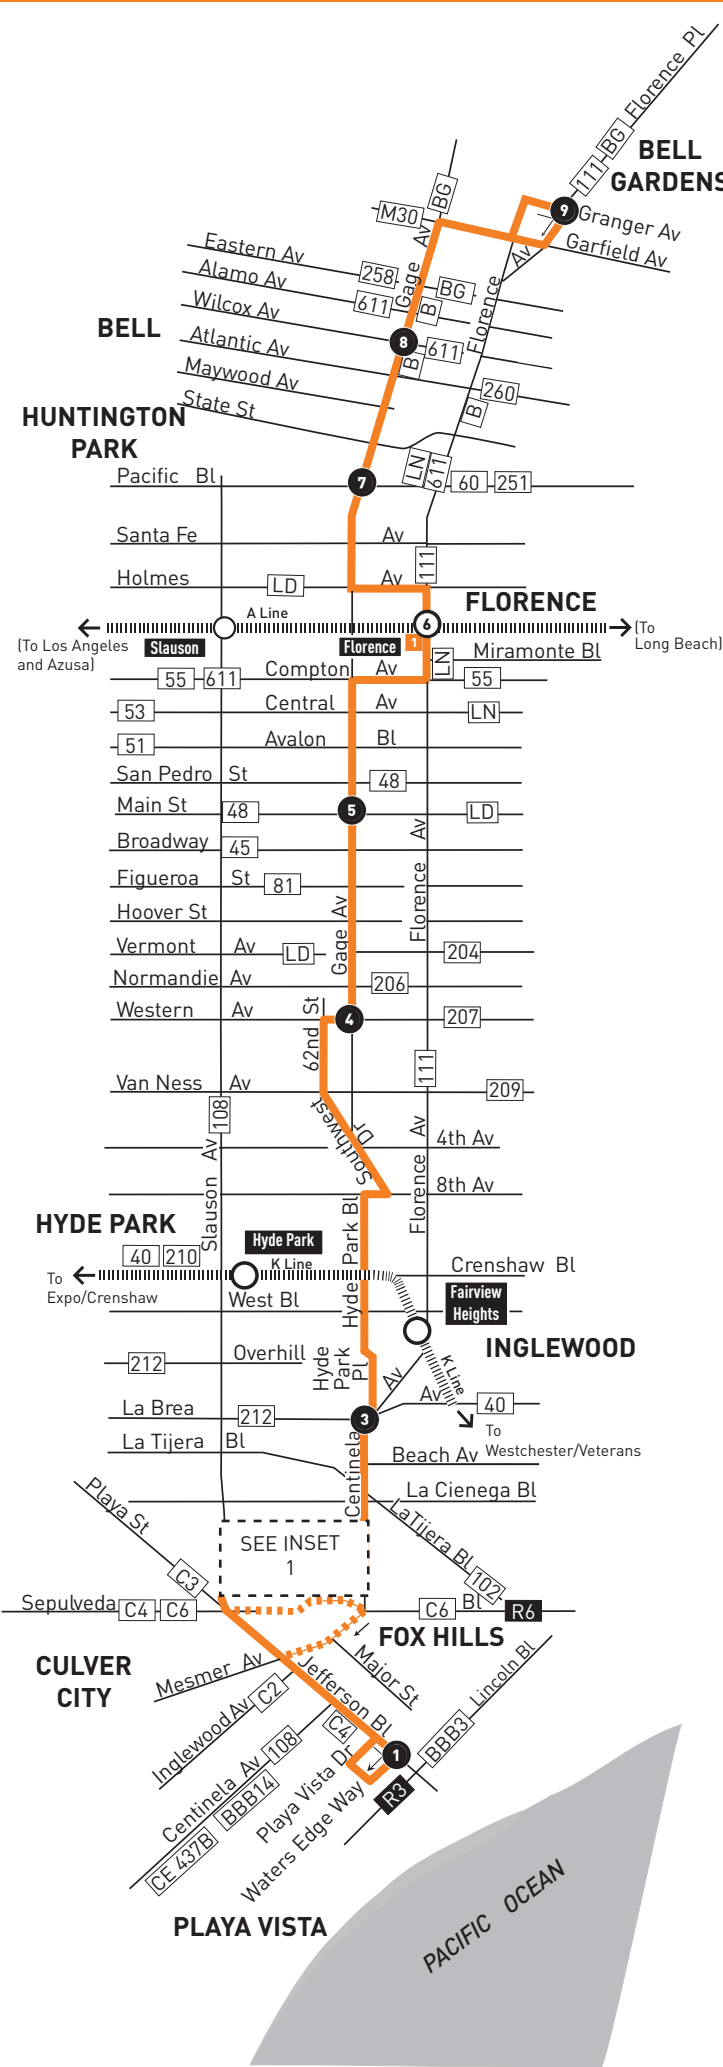 Florence Pl
BG
111
BELL
GARDENS
9
Granger Av
Garfield Av
BG
M30
Av
Gage
Av
Florence
Eastern Av
258
BG
Alamo Av
611
B
Wilcox Av
8
611
BELL
Atlantic Av
B
Maywood Av
260
State St
B
HUNTINGTON
PARK
LN
611
Pacific Bl
7
60
251
Santa Fe
Av
111
Holmes
LD
Av
FLORENCE
A Line
6
(To Los Angeles
and Azusa)
Slauson
Florence
1
(To
Long Beach)
Miramonte Bl
LN
Compton
Av
55
611
55
53
Central
Av
LN
51
Avalon
Bl
San Pedro St
48
Main St
48
5
LD
Broadway
45
Av
Florence
Figueroa St
81
Hoover St
Gage Av
Vermont Av
LD
204
Normandie Av
206
Western Av
62nd St
4
207
111
Van Ness Av
209
108
Southwest
Dr
Av
Florence
4th Av
Av
Slauson
8th Av
HYDE PARK
Hyde Park Bl
Hyde Park
40
210
K Line
Crenshaw Bl
To
Expo/Crenshaw
West Bl
Fairview
Heights
INGLEWOOD
212
Overhill
Hyde
Park
Pl
Av
K Line
La Brea
212
3
Av
40
To
Westchester/Veterans
La Tijera Bl
Centinela
Beach Av
La Cienega Bl
Playa St
LaTijera Bl
102
SEE INSET
1
C3
Sepulveda
C4
C6
C6
Bl
R6
FOX HILLS
CULVER
CITY
Mesmer Av
Major St
Jefferson Bl
Inglewood Av
C2
C4
Lincoln Bl
BBB3
1
Centinela Av
108
Playa Vista Dr
R3
CE 437B
BBB14
Waters Edge Way
PLAYA VISTA
PACIFIC OCEAN